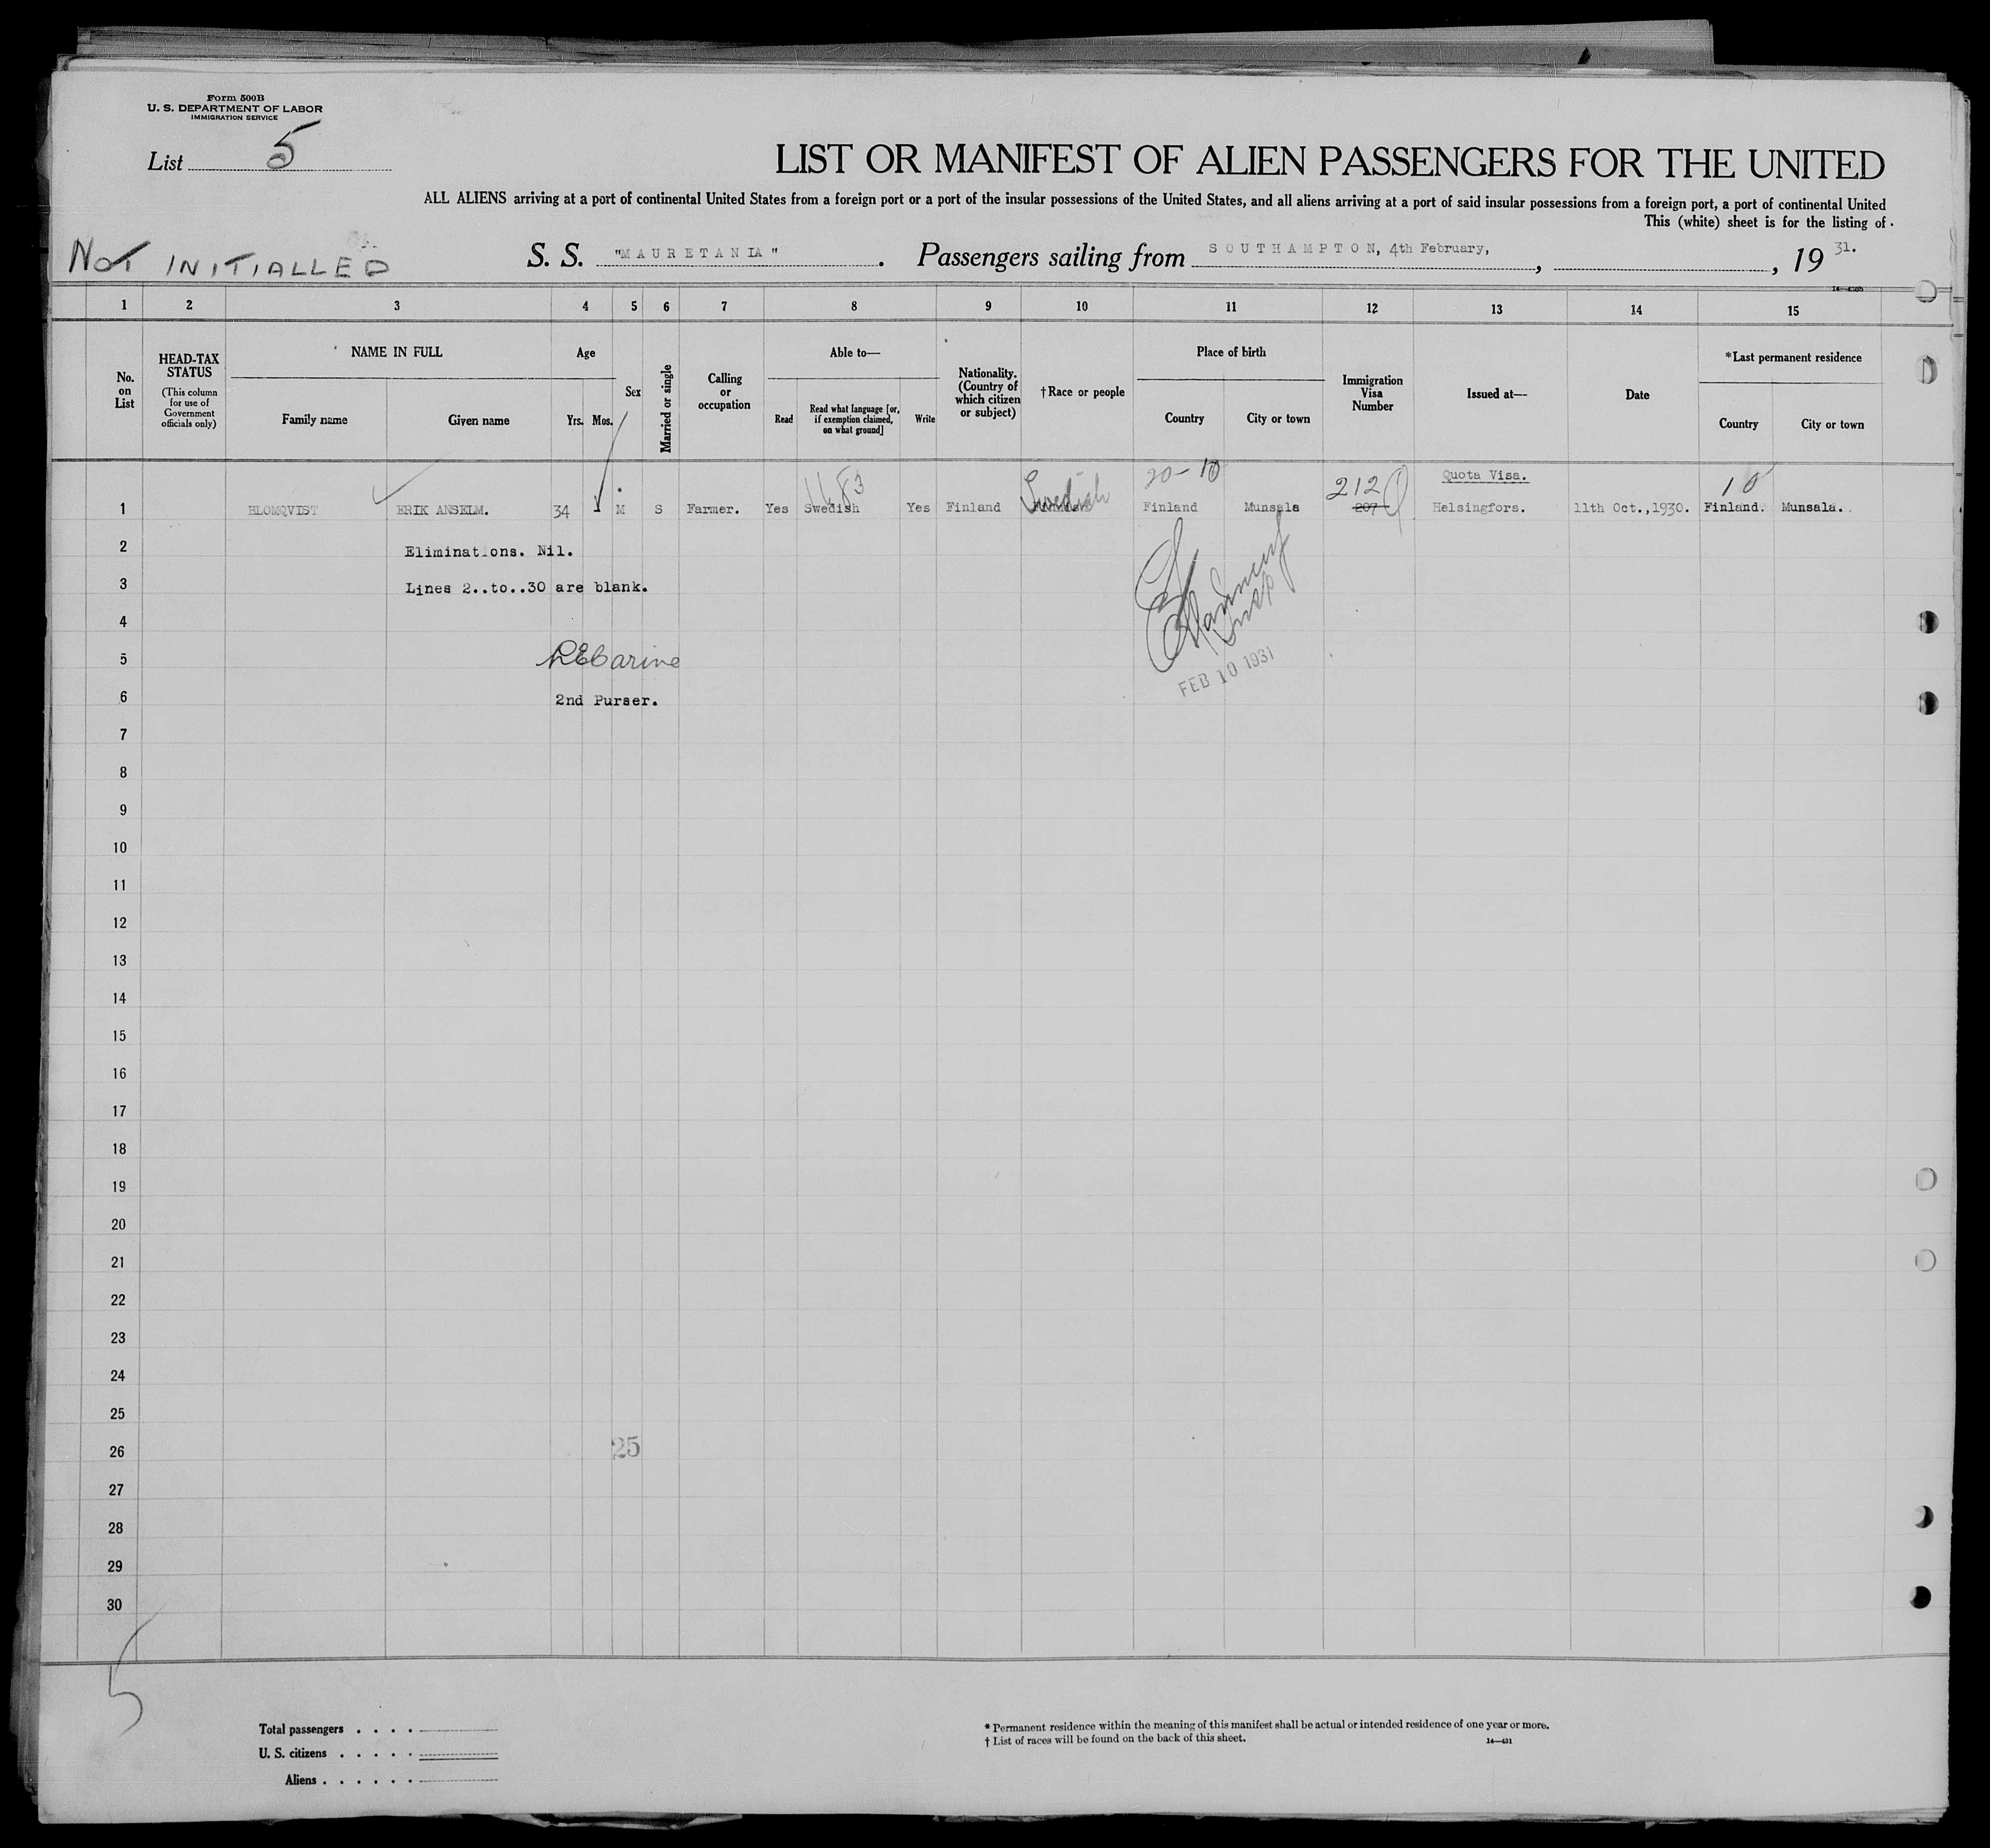 Form 500B
U. S. DEPARTMENT OF LABOR
IMMIGRATION SERVICE
List 5
LIST OR MANIFEST OF ALIEN PASSENGERS FOR THE UNITED
ALL ALIENS arriving at a port of continental United States from a foreign port or a port of the insular possessions of the United States, and all aliens arriving at a port of said insular possessions from a foreign port, a port of continental United
This (white) sheet is for the listing of
NOT INITIALLED
S. S. "MAURETANIA". Passengers sailing from SOUTHAMPTON, 4th February, , , 19 31.
1 2 3 4 5 6 7 8 9 10 11 12 13 14 15
No. on List
HEAD-TAX STATUS
(This column for use of Government officials only)
NAME IN FULL
Family name Given name
Age
Yrs. Mos.
Sex
Married or single
Calling or occupation
Able to—
Read
Read what language [or, if exemption claimed, on what ground]
Write
Nationality. (Country of which citizen or subject)
†Race or people
Place of birth
Country City or town
Immigration Visa Number
Issued at—
Date
*Last permanent residence
Country City or town
20-10 212 Quota Visa. 10
1 BLOMQVIST ERIK ANSELM. 34 M S Farmer. Yes Swedish Yes Finland Swedish Finland Munsala 207 Helsingfors. 11th Oct.,1930. Finland. Munsala.
2 Eliminations. Nil.
3 Lines 2..to..30 are blank.
4
5
6 2nd Purser.
FEB 10 1931
7
8
9
10
11
12
13
14
15
16
17
18
19
20
21
22
23
24
25
26 25
27
28
29
30
5
Total passengers . . . .
U. S. citizens . . . . .
Aliens . . . . . .
* Permanent residence within the meaning of this manifest shall be actual or intended residence of one year or more.
† List of races will be found on the back of this sheet.
14—431